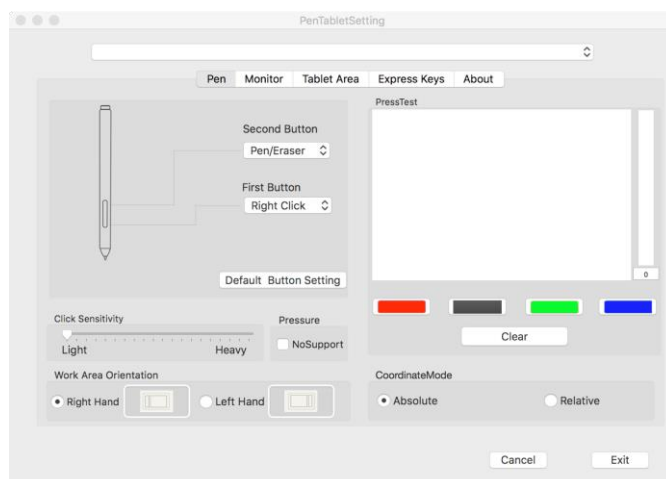 PenTabletSetting
Pen Monitor Tablet Area Express Keys About
Second Button
Pen/Eraser
First Button
Right Click
Default Button Setting
PressTest
0
Clear
Click Sensitivity
Light Heavy
Pressure
NoSupport
Work Area Orientation
Right Hand Left Hand
CoordinateMode
Absolute Relative
Cancel Exit